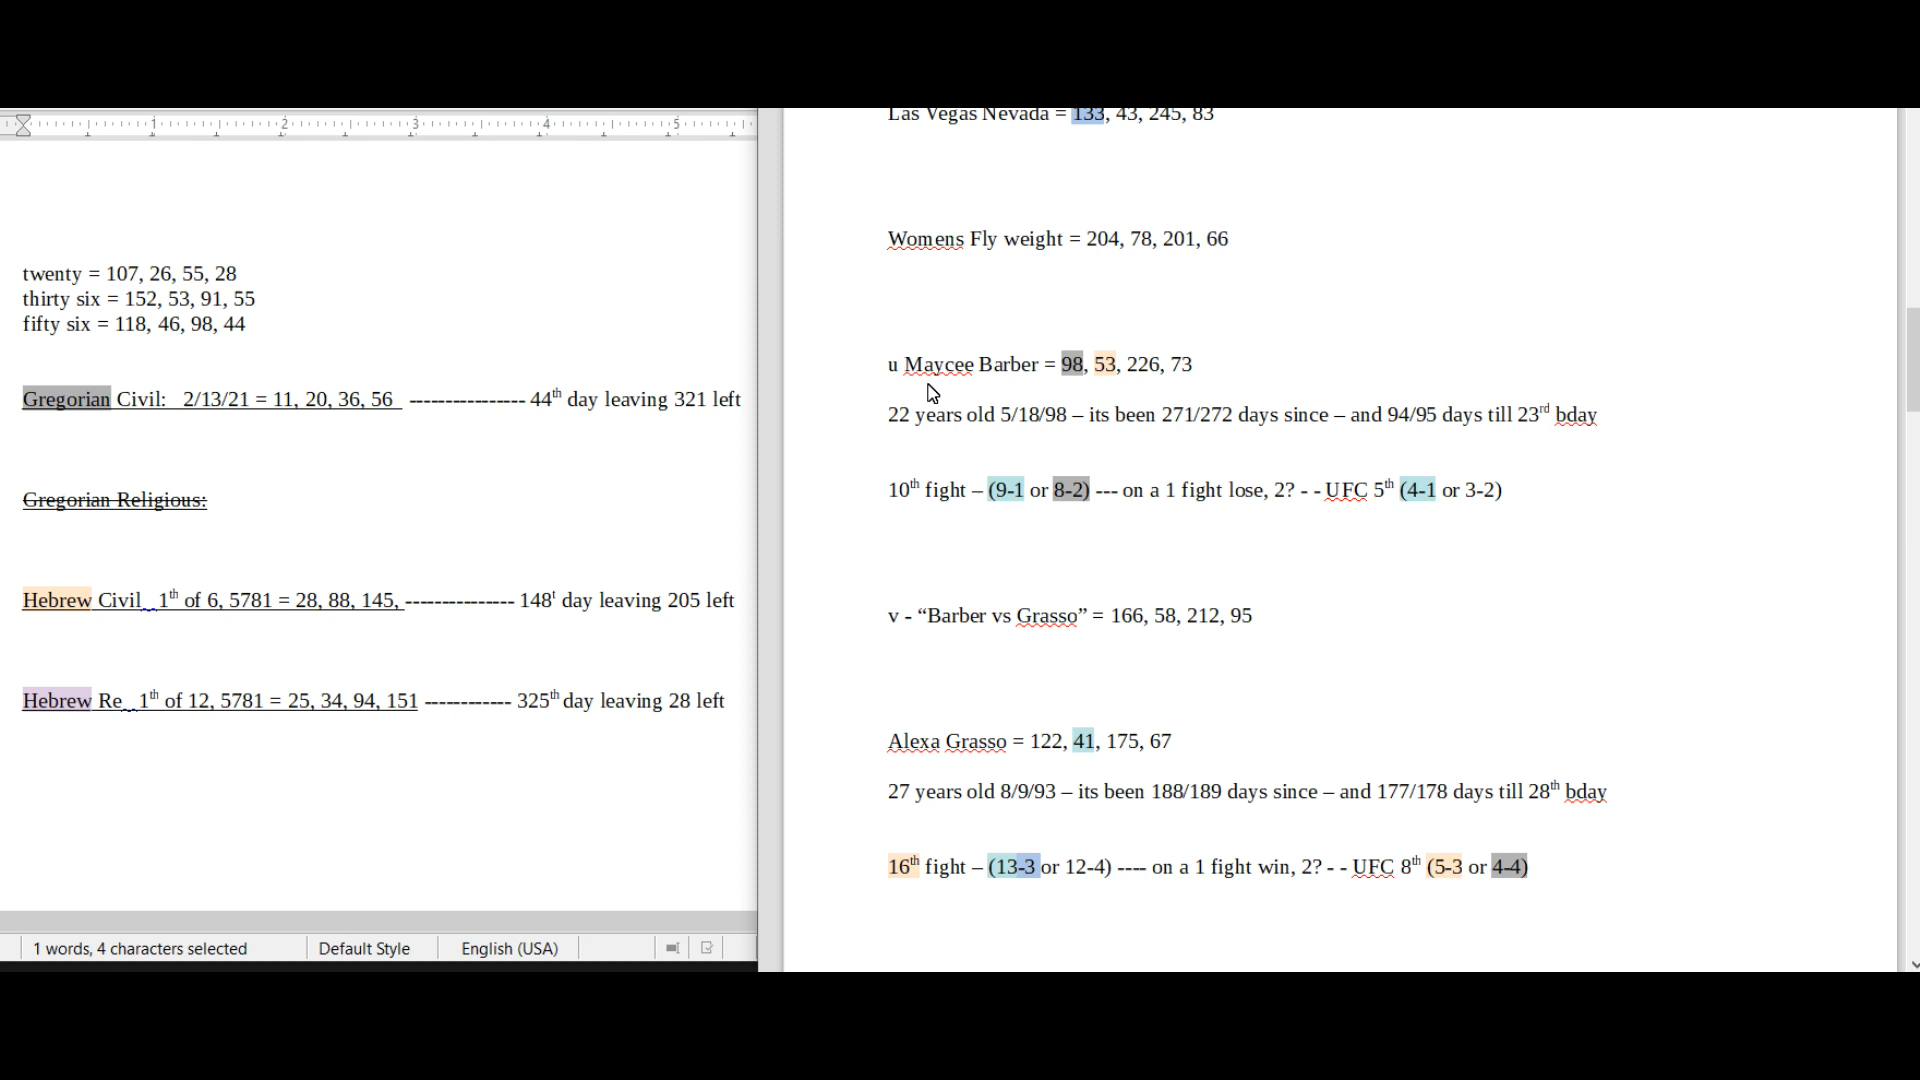 1 2 3 4 5
twenty = 107, 26, 55, 28
thirty six = 152, 53, 91, 55
fifty six = 118, 46, 98, 44
Gregorian Civil: 2/13/21 = 11, 20, 36, 56 ---------------- 44th day leaving 321 left
Gregorian Religious:
Hebrew Civil 1th of 6, 5781 = 28, 88, 145, --------------- 148t day leaving 205 left
Hebrew Re 1th of 12, 5781 = 25, 34, 94, 151 ------------ 325th day leaving 28 left
1 words, 4 characters selected Default Style English (USA)
Las Vegas Nevada = 133, 43, 245, 83
Womens Fly weight = 204, 78, 201, 66
u Maycee Barber = 98, 53, 226, 73
22 years old 5/18/98 – its been 271/272 days since – and 94/95 days till 23rd bday
10th fight – (9-1 or 8-2) --- on a 1 fight lose, 2? - - UFC 5th (4-1 or 3-2)
v - “Barber vs Grasso” = 166, 58, 212, 95
Alexa Grasso = 122, 41, 175, 67
27 years old 8/9/93 – its been 188/189 days since – and 177/178 days till 28th bday
16th fight – (13-3 or 12-4) ---- on a 1 fight win, 2? - - UFC 8th (5-3 or 4-4)